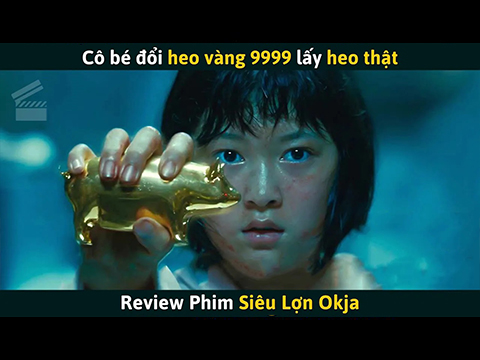 Cô bé đổi heo vàng 9999 lấy heo thật
Review Phim Siêu Lợn Okja